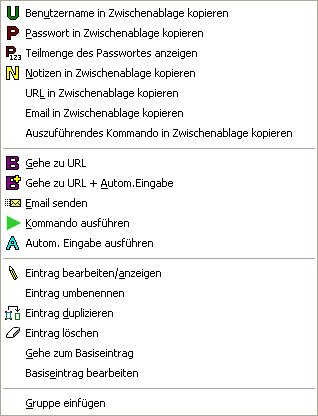 U Benutzername in Zwischenablage kopieren
P Passwort in Zwischenablage kopieren
P123 Teilmenge des Passwortes anzeigen
N Notizen in Zwischenablage kopieren
URL in Zwischenablage kopieren
Email in Zwischenablage kopieren
Auszuführendes Kommando in Zwischenablage kopieren
B Gehe zu URL
B Gehe zu URL + Autom.Eingabe
Email senden
Kommando ausführen
A Autom. Eingabe ausführen
Eintrag bearbeiten/anzeigen
Eintrag umbenennen
Eintrag duplizieren
Eintrag löschen
Gehe zum Basiseintrag
Basiseintrag bearbeiten
Gruppe einfügen